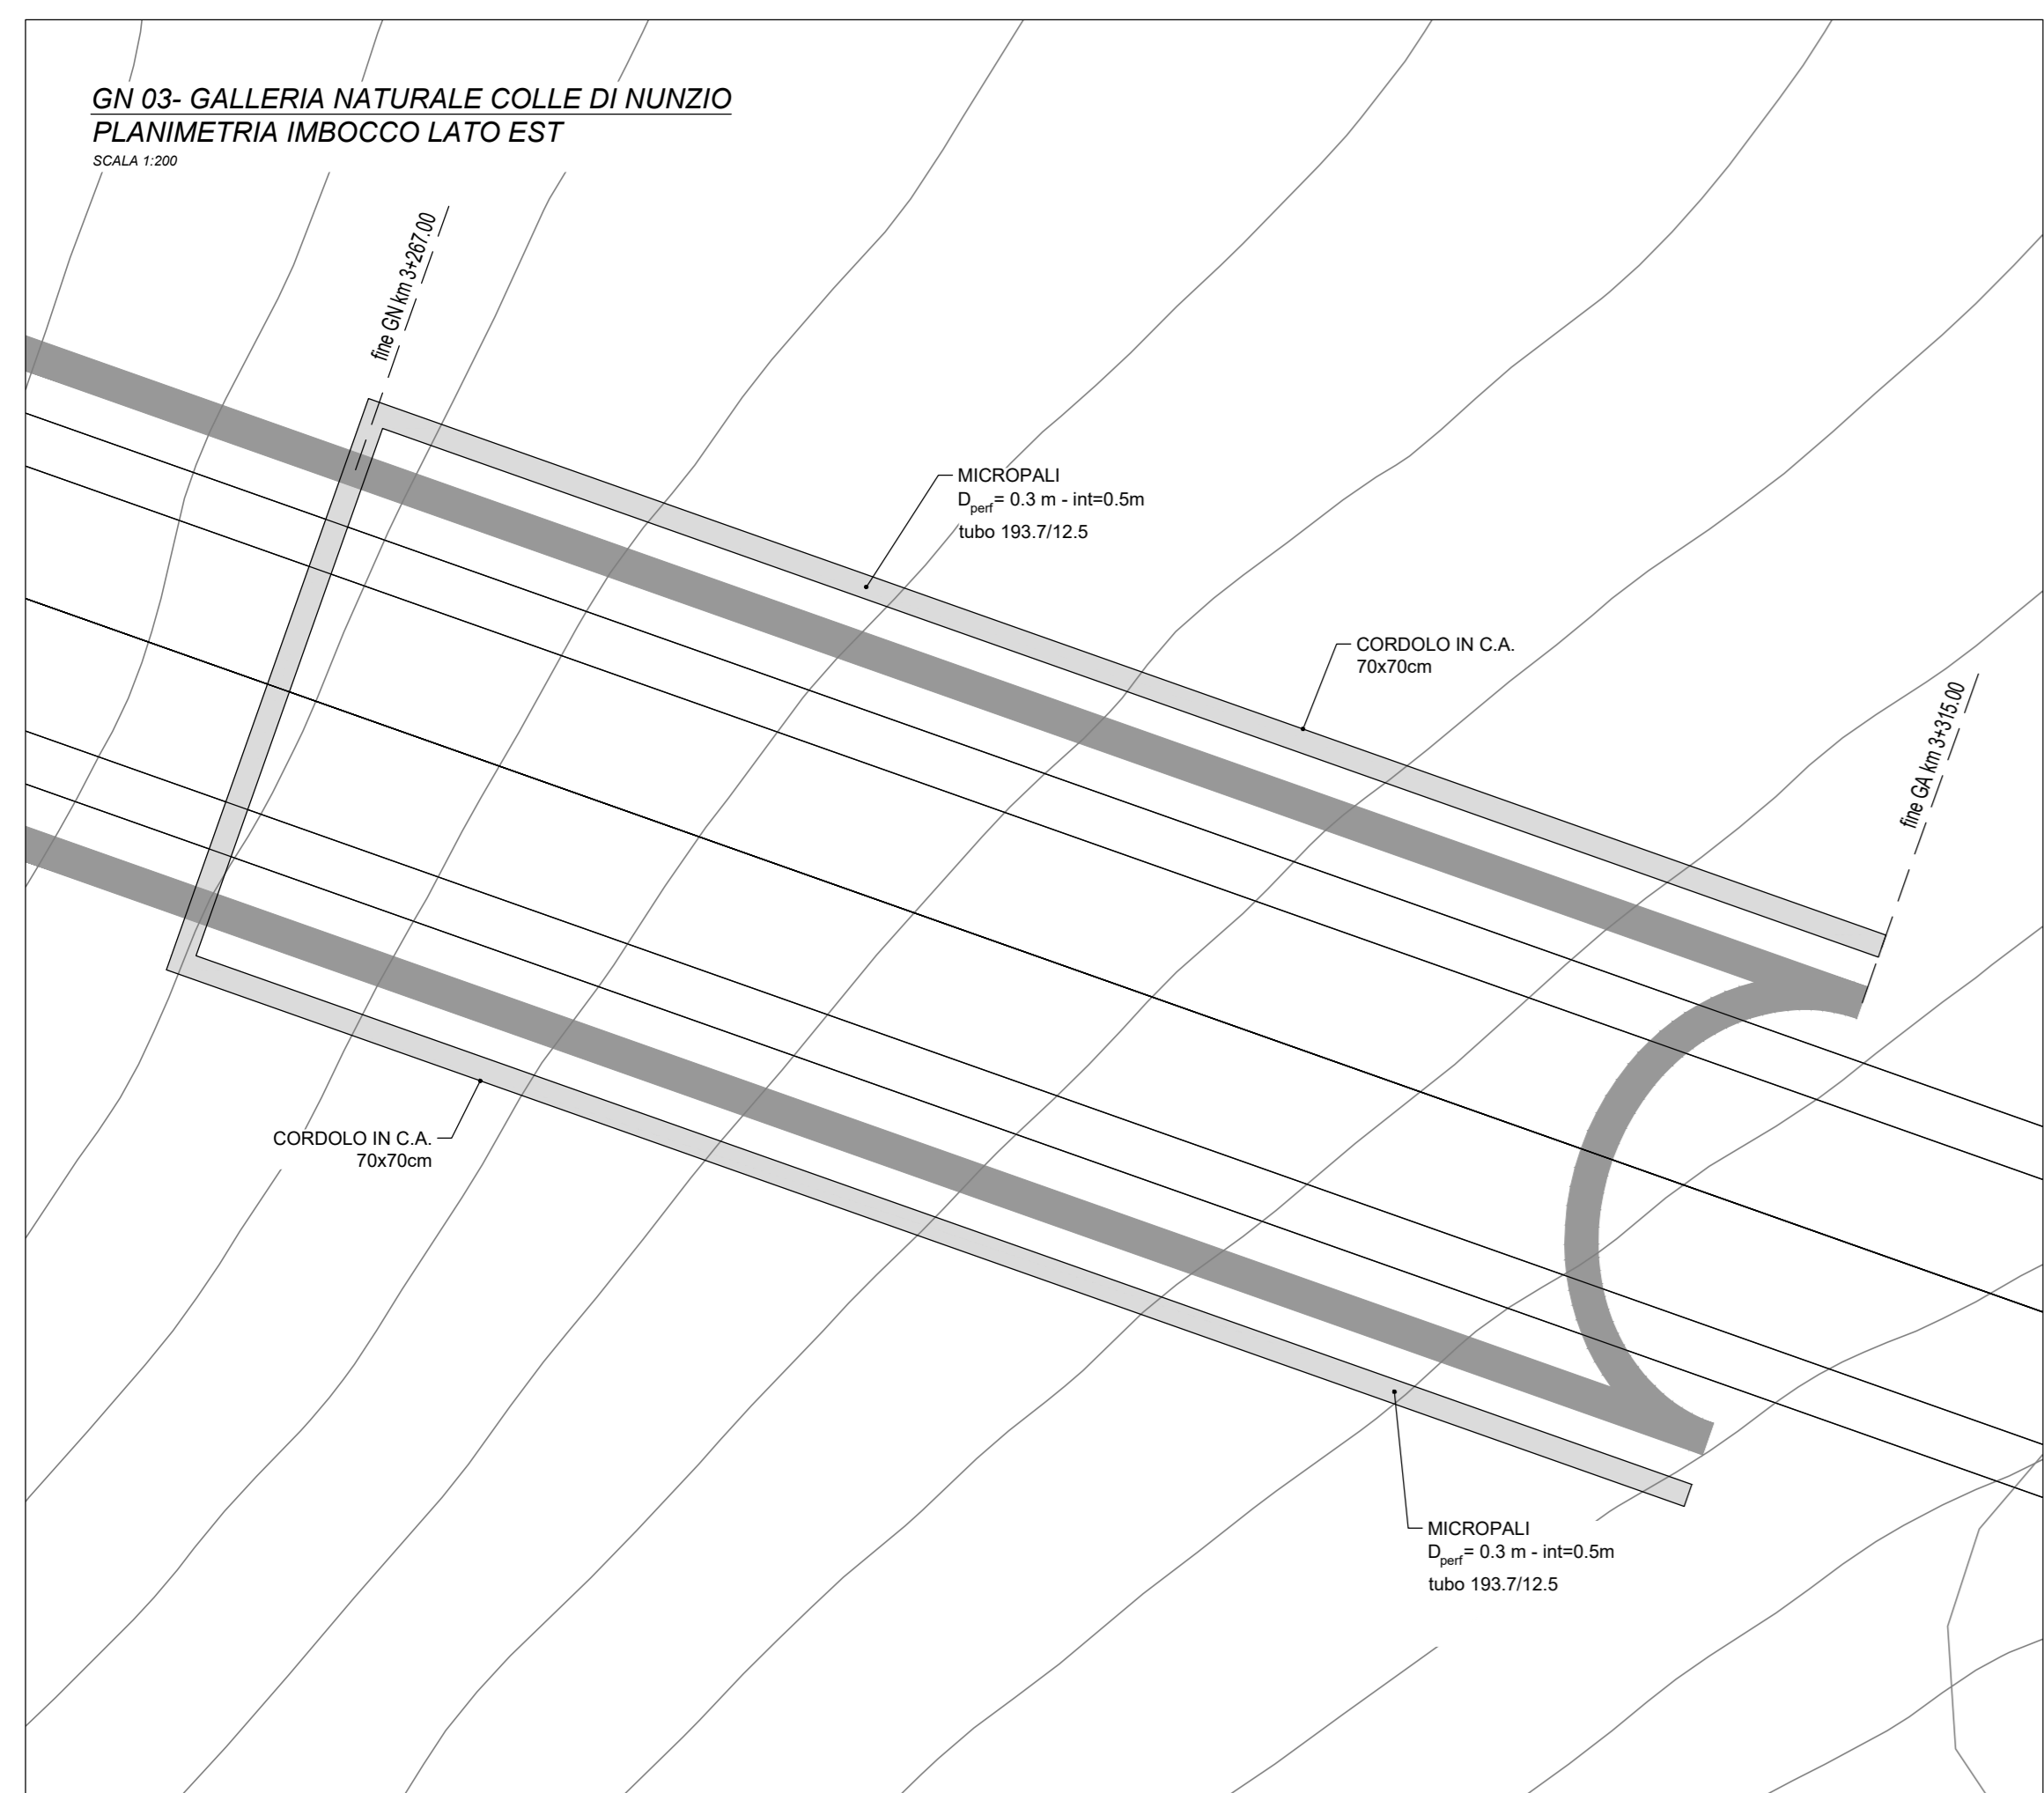 GN 03- GALLERIA NATURALE COLLE DI NUNZIO
PLANIMETRIA IMBOCCO LATO EST
SCALA 1:200
fine GN km 3+267.00
MICROPALI
Dperf= 0.3 m - int=0.5m
tubo 193.7/12.5
CORDOLO IN C.A.
70x70cm
fine GA km 3+315.00
CORDOLO IN C.A.
70x70cm
MICROPALI
Dperf= 0.3 m - int=0.5m
tubo 193.7/12.5